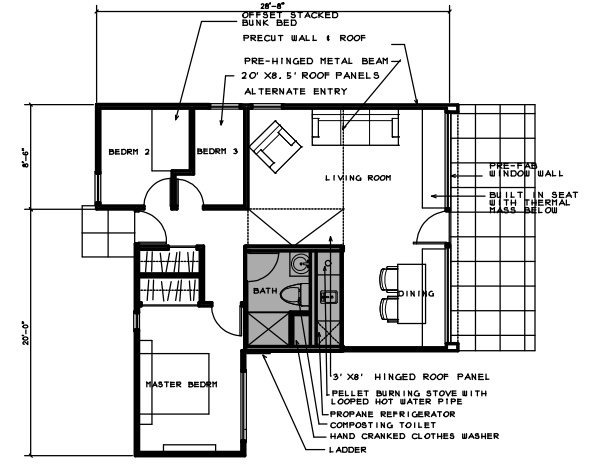 28'-8"
OFFSET STACKED
BUNK BED
PRECUT WALL & ROOF
PRE-HINGED METAL BEAM
20' X8.5' ROOF PANELS
ALTERNATE ENTRY
8'-6"
BEDRM 2
BEDRM 3
LIVING ROOM
PRE-FAB
WINDOW WALL
BUILT IN SEAT
WITH THERMAL
MASS BELOW
BATH
DINING
20'-0"
MASTER BEDRM
3' X8' HINGED ROOF PANEL
PELLET BURNING STOVE WITH
LOOPED HOT WATER PIPE
PROPANE REFRIGERATOR
COMPOSTING TOILET
HAND CRANKED CLOTHES WASHER
LADDER